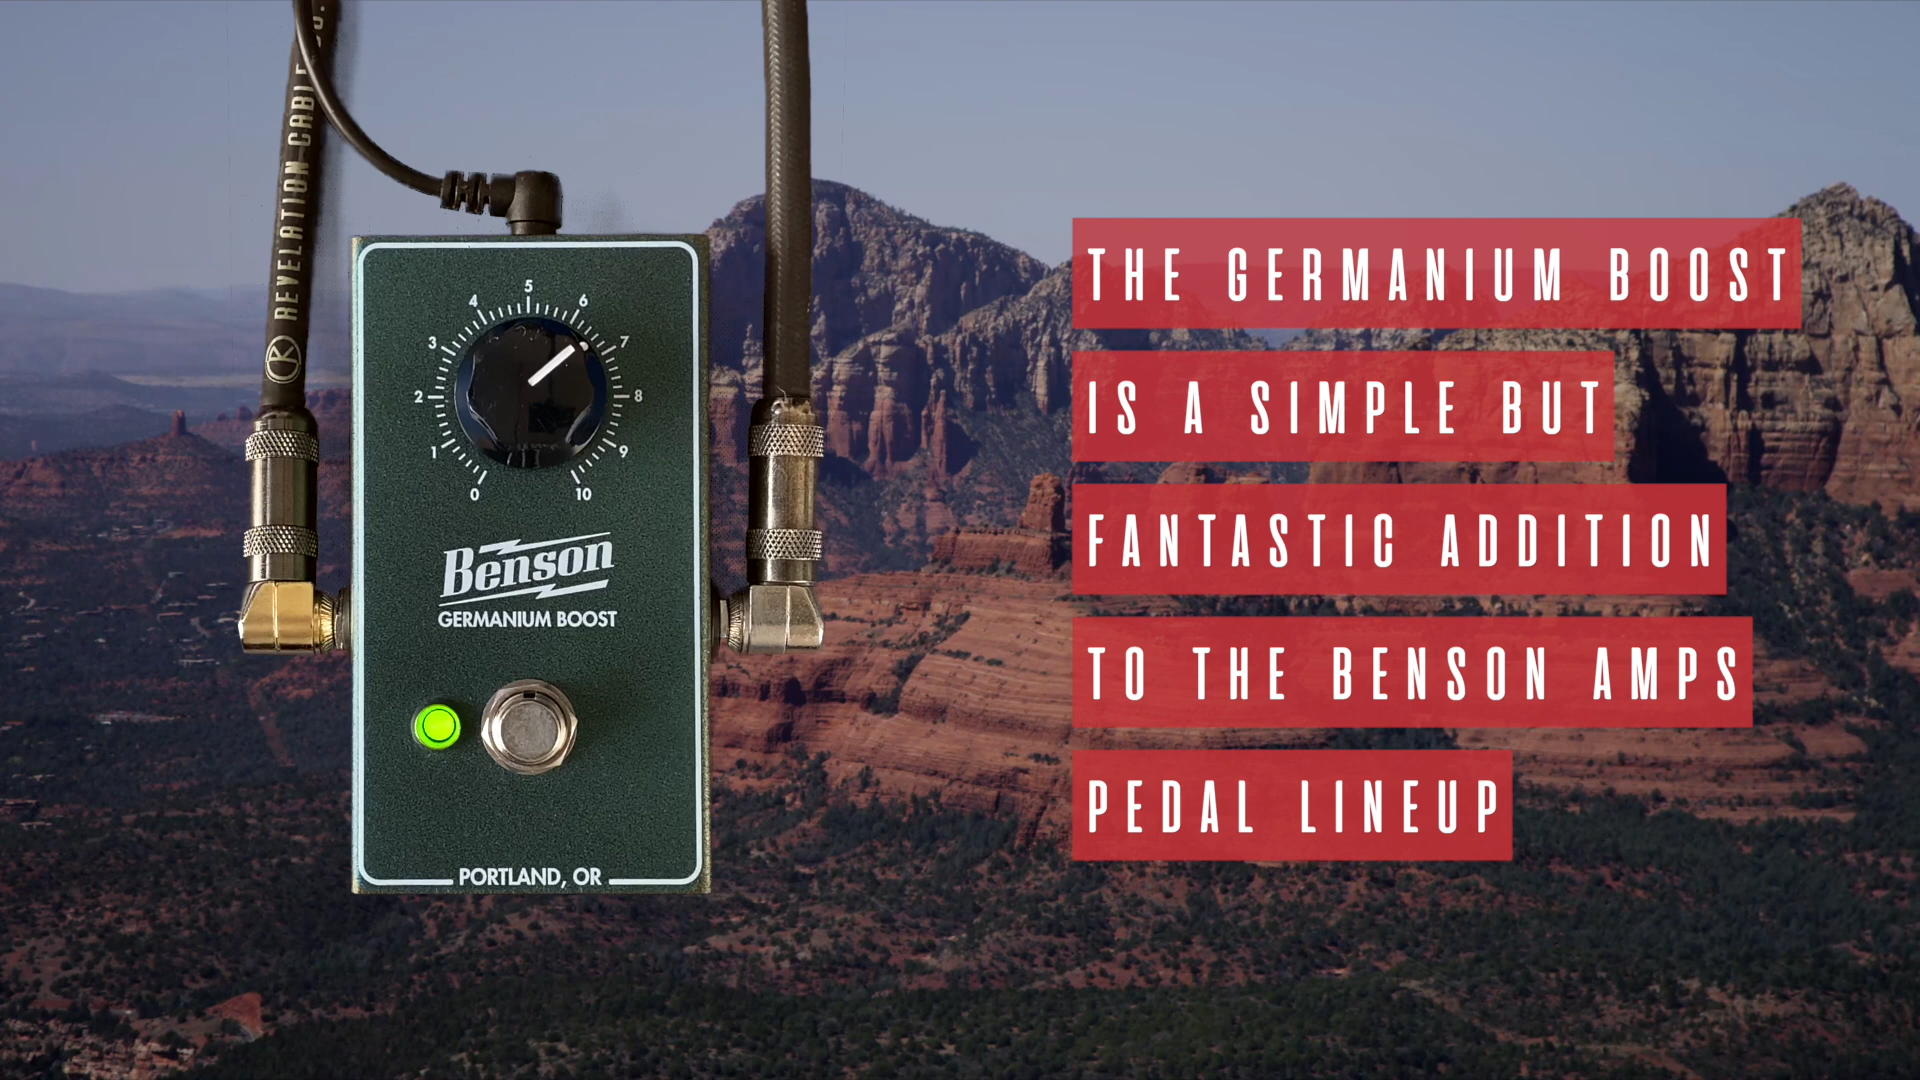 REVELATION CABLE CO.
5
4
6
3
7
2
8
1
9
0
10
Benson
GERMANIUM BOOST
PORTLAND, OR
THE GERMANIUM BOOST
IS A SIMPLE BUT
FANTASTIC ADDITION
TO THE BENSON AMPS
PEDAL LINEUP